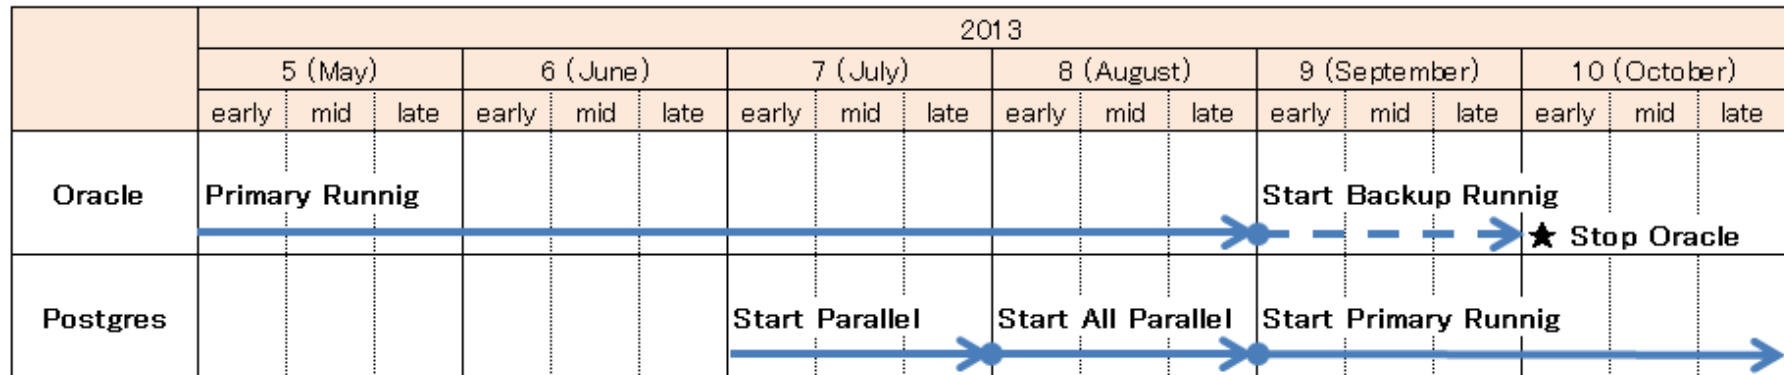 2013
5 (May) 6 (June) 7 (July) 8 (August) 9 (September) 10 (October)
early mid late early mid late early mid late early mid late early mid late early mid late
Oracle Primary Runnig Start Backup Runnig
★ Stop Oracle
Postgres Start Parallel Start All Parallel Start Primary Runnig